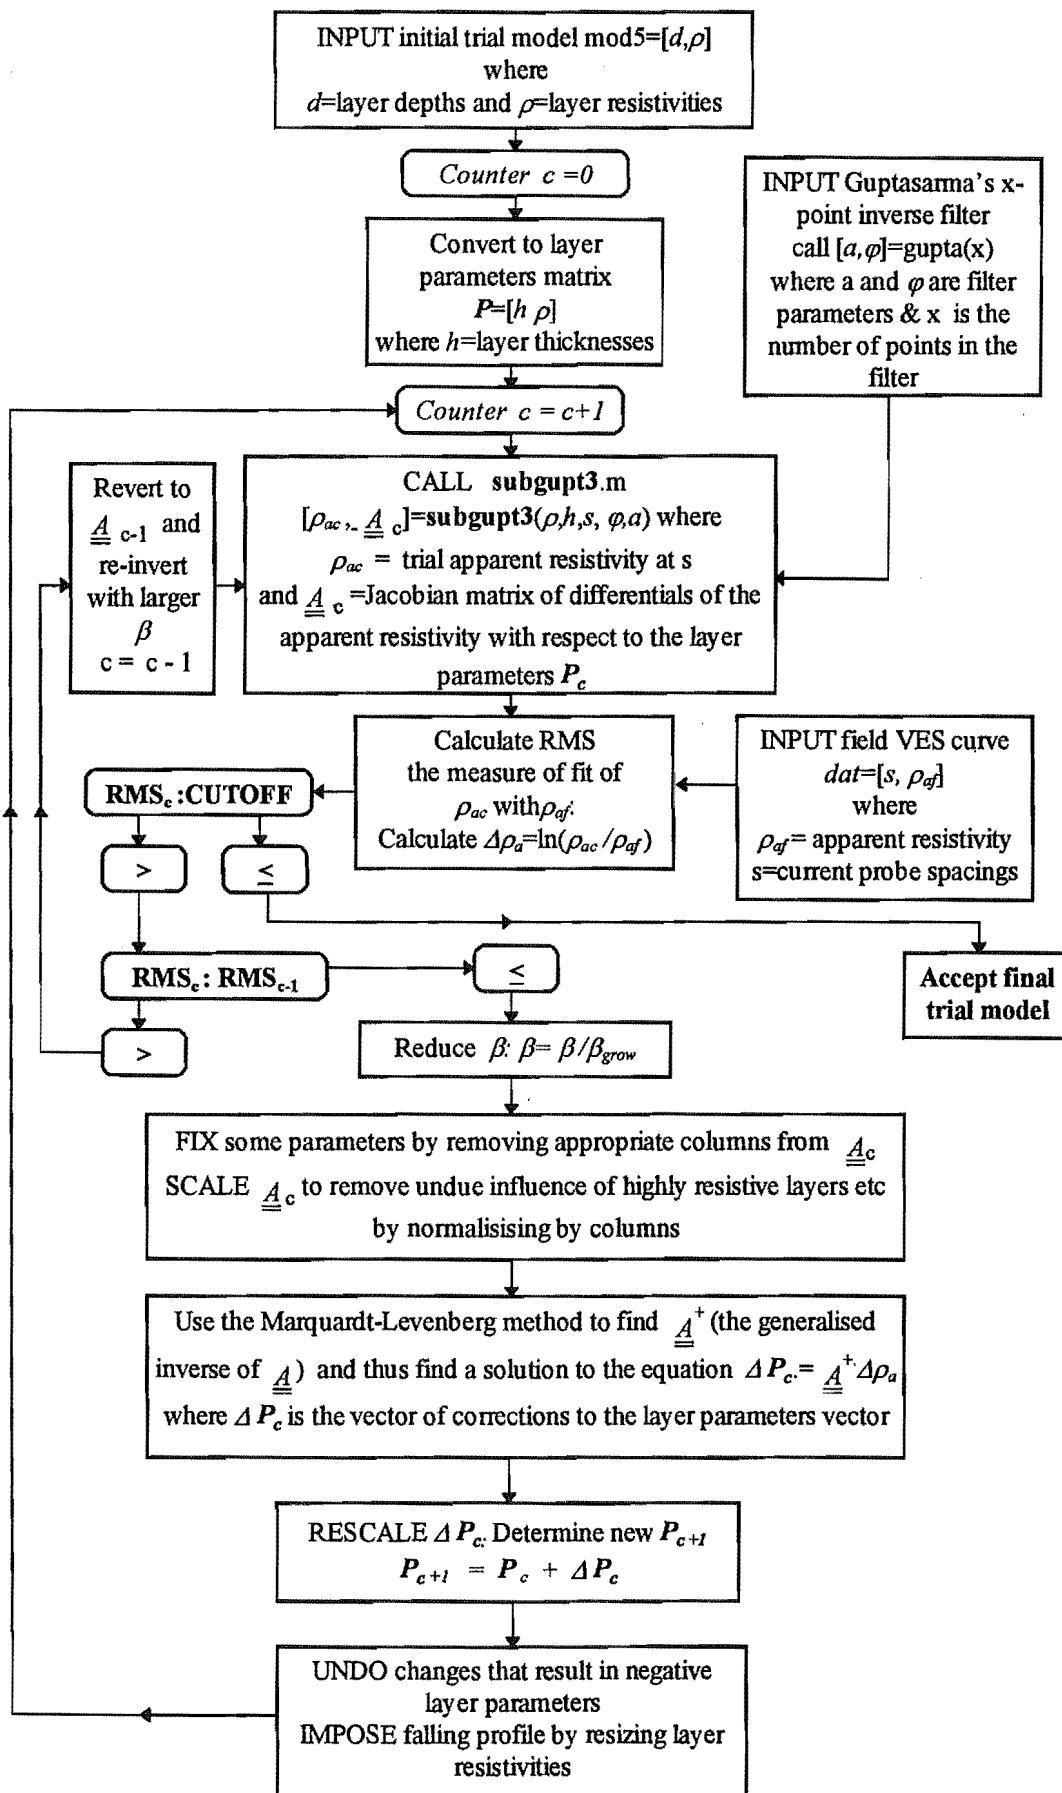 INPUT initial trial model mod5=[d,ρ]
where
d=layer depths and ρ=layer resistivities
Counter c =0
Convert to layer
parameters matrix
P=[h ρ]
where h=layer thicknesses
INPUT Guptasarma's x-
point inverse filter
call [a,φ]=gupta(x)
where a and φ are filter
parameters & x is the
number of points in the
filter
Counter c = c+1
Revert to
A c-1 and
re-invert
with larger
β
c = c - 1
CALL subgupt3.m
[ρac, A c]=subgupt3(ρ,h,s, φ,a) where
ρac = trial apparent resistivity at s
and A c =Jacobian matrix of differentials of the
apparent resistivity with respect to the layer
parameters Pc
Calculate RMS
the measure of fit of
ρac with ρaf.
Calculate Δρa=ln(ρac/ρaf)
INPUT field VES curve
dat=[s, ρaf]
where
ρaf= apparent resistivity
s=current probe spacings
RMSc :CUTOFF
>
≤
RMSc : RMSc-1
≤
>
Accept final
trial model
Reduce β: β= β/βgrow
FIX some parameters by removing appropriate columns from Ac
SCALE A c to remove undue influence of highly resistive layers etc
by normalisising by columns
Use the Marquardt-Levenberg method to find A+ (the generalised
inverse of A) and thus find a solution to the equation ΔPc.= A+.Δρa
where ΔPc is the vector of corrections to the layer parameters vector
RESCALE ΔPc. Determine new Pc+1
Pc+1 = Pc + ΔPc
UNDO changes that result in negative
layer parameters
IMPOSE falling profile by resizing layer
resistivities